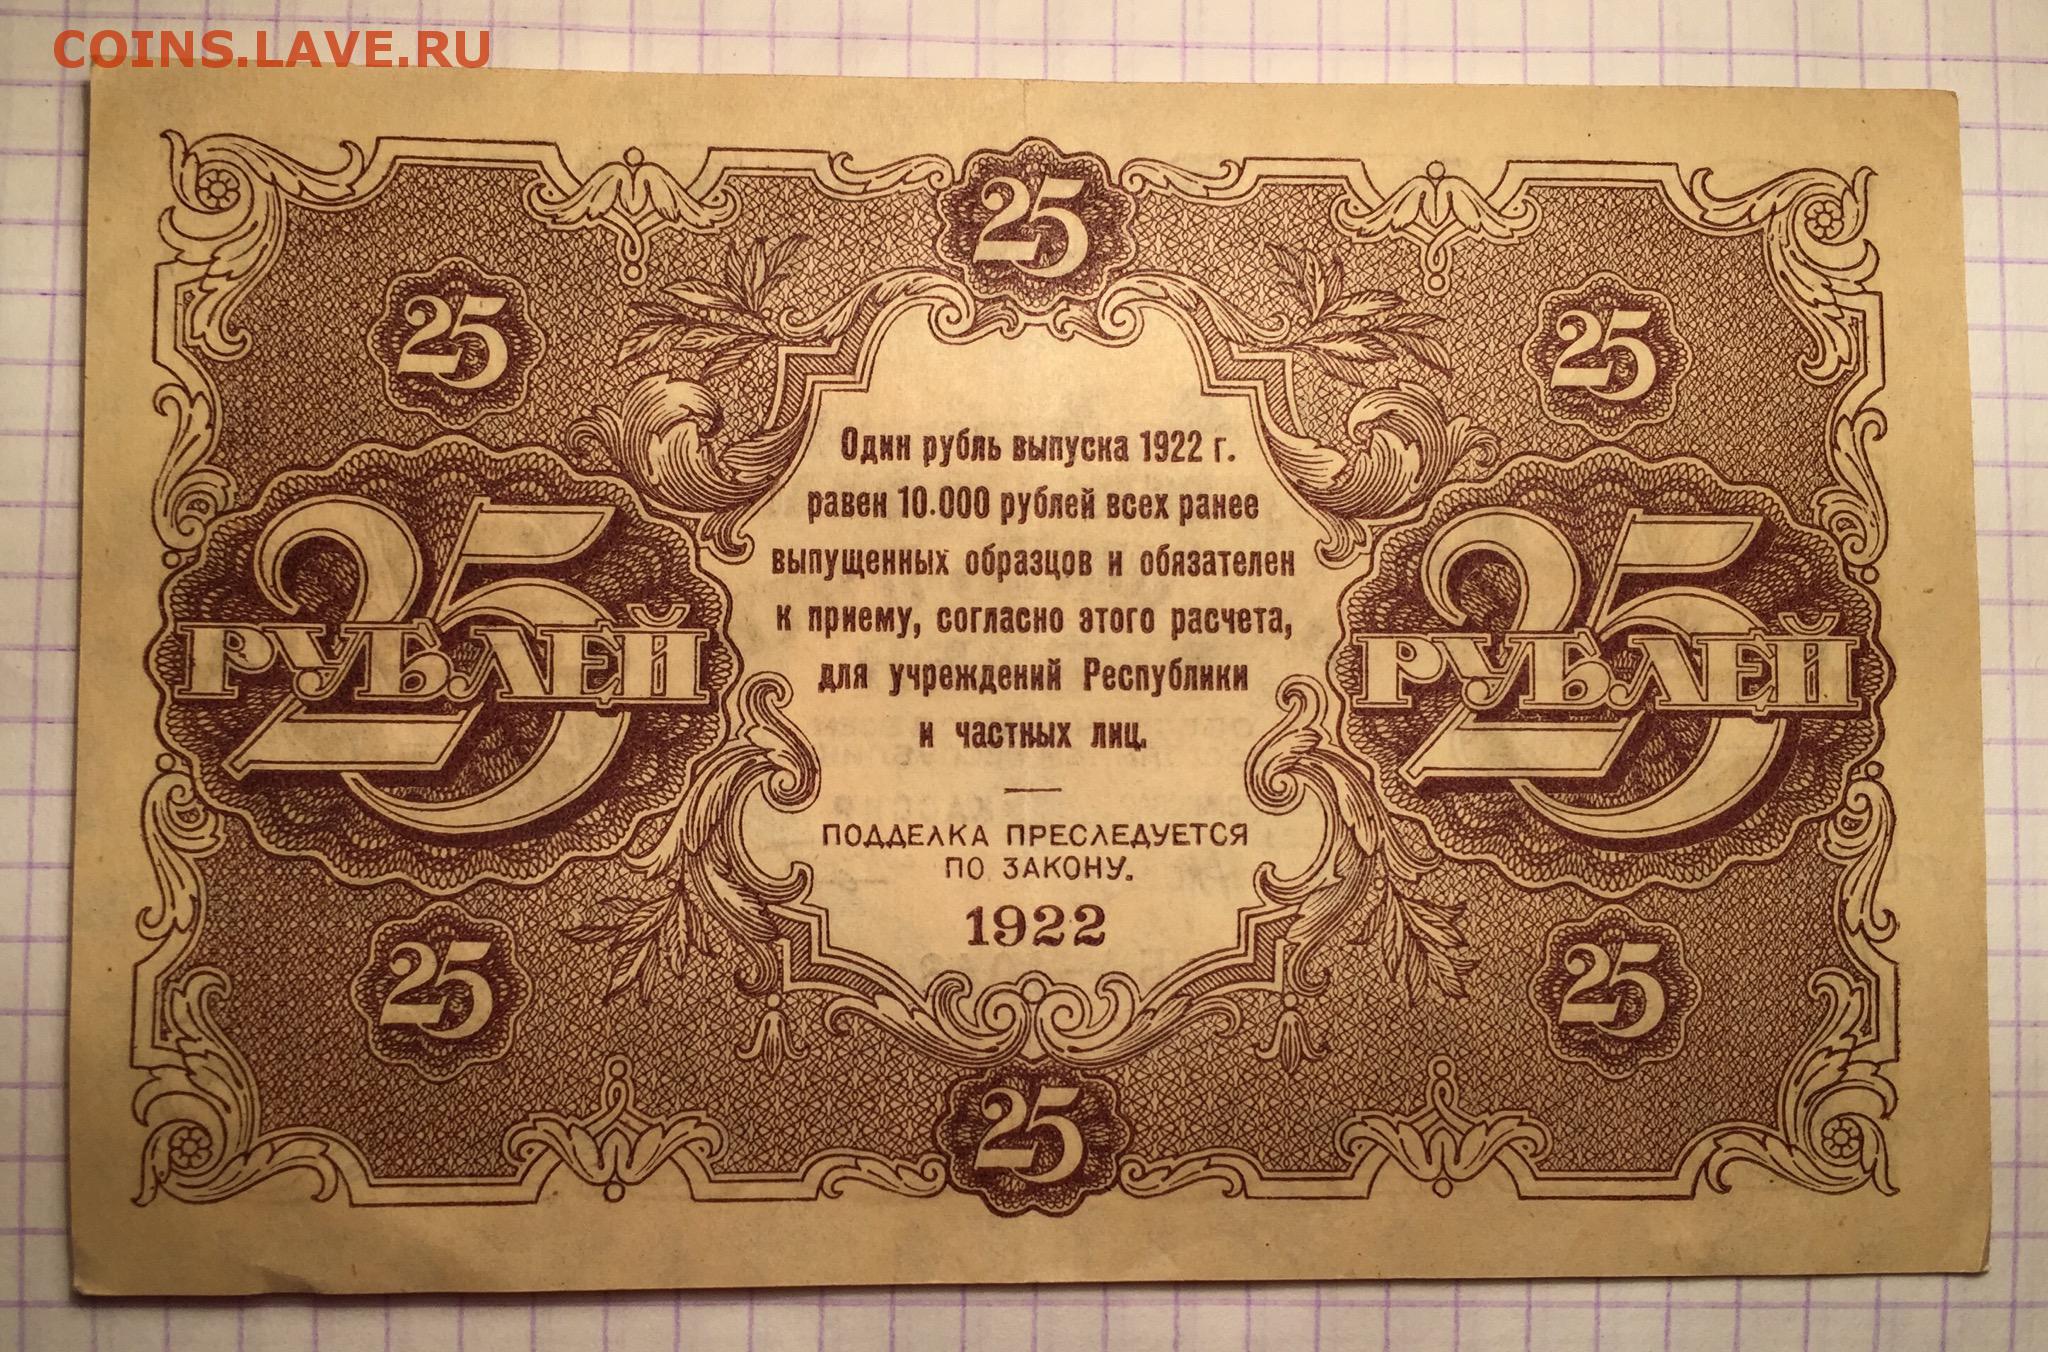 COINS.LAVE.RU
25
25
25
Один рубль выпуска 1922 г.
равен 10.000 рублей всех ранее
выпущенных образцов и обязателен
к приему, согласно этого расчета,
для учреждений Республики
и частных лиц.
25 РУБЛЕЙ
25 РУБЛЕЙ
ПОДДЕЛКА ПРЕСЛЕДУЕТСЯ
ПО ЗАКОНУ.
1922
25
25
25